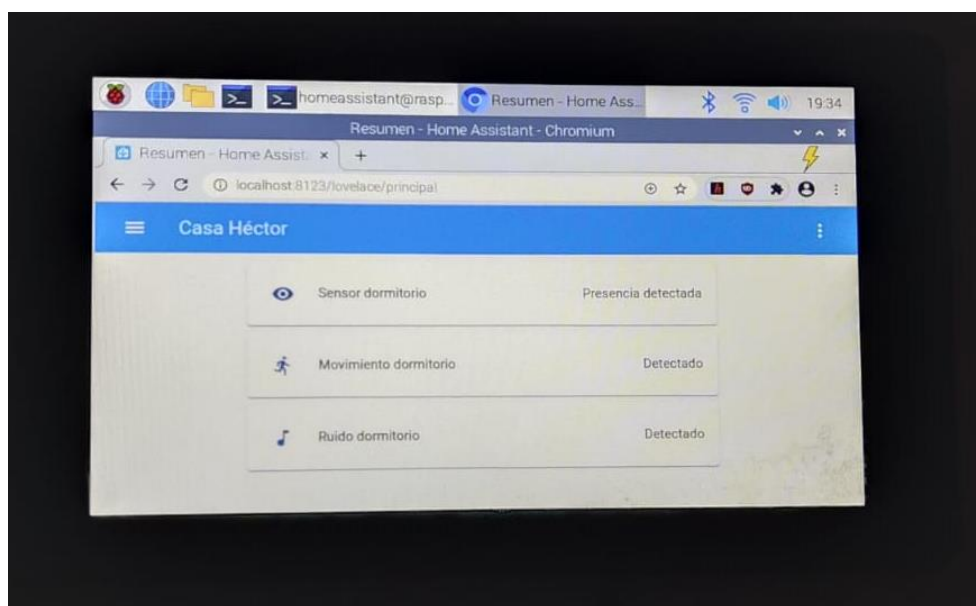 homeassistant@rasp... Resumen - Home Ass... 19:34
Resumen - Home Assistant - Chromium
Resumen - Home Assist
localhost:8123/lovelace/principal
Casa Héctor
Sensor dormitorio Presencia detectada
Movimiento dormitorio Detectado
Ruido dormitorio Detectado